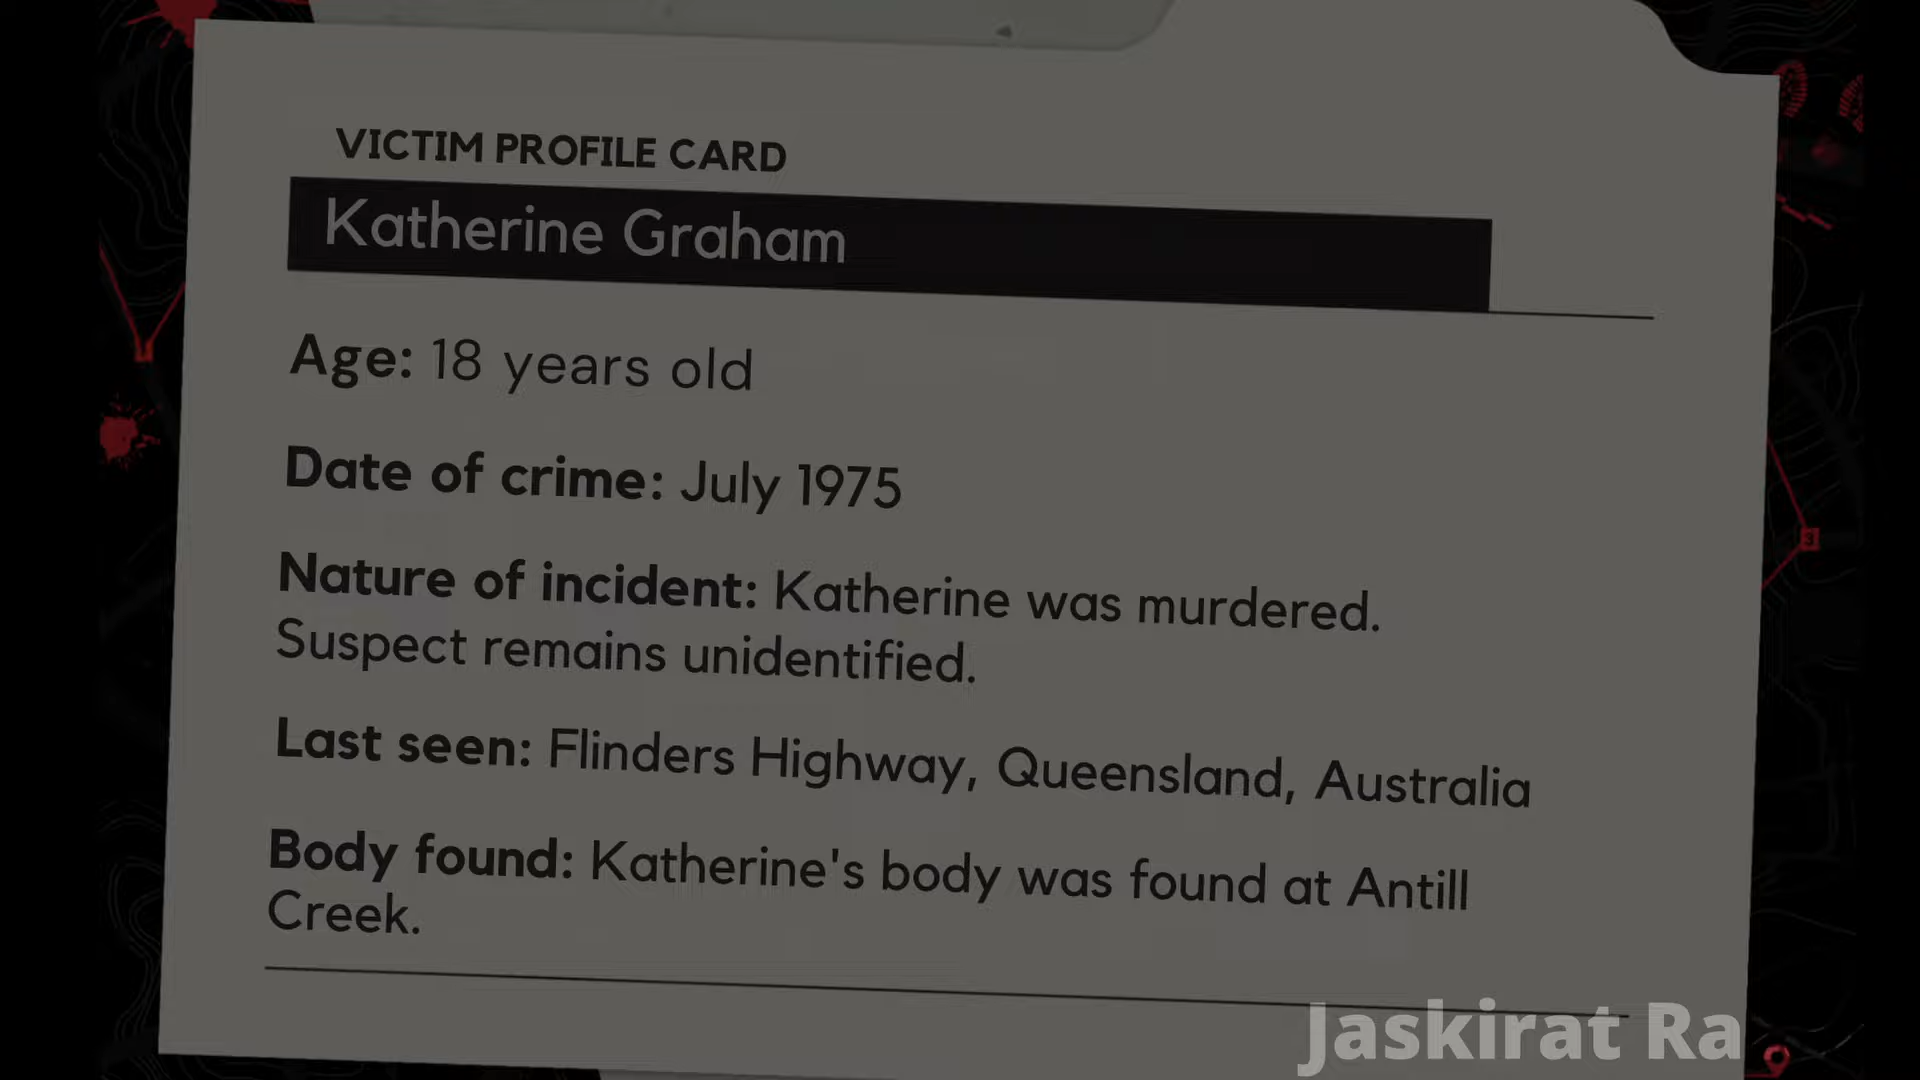 VICTIM PROFILE CARD
Katherine Graham
Age: 18 years old
Date of crime: July 1975
Nature of incident: Katherine was murdered.
Suspect remains unidentified.
Last seen: Flinders Highway, Queensland, Australia
Body found: Katherine's body was found at Antill
Creek.
Jaskirat Ra
3